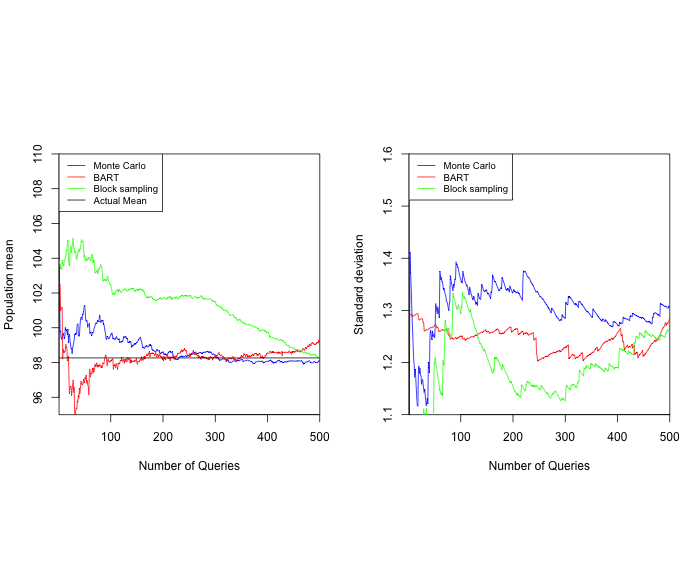 110
108
106
104
102
100
98
96
Population mean
Monte Carlo
BART
Block sampling
Actual Mean
100
200
300
400
500
Number of Queries
1.6
1.5
1.4
1.3
1.2
1.1
Standard deviation
Monte Carlo
BART
Block sampling
100
200
300
400
500
Number of Queries